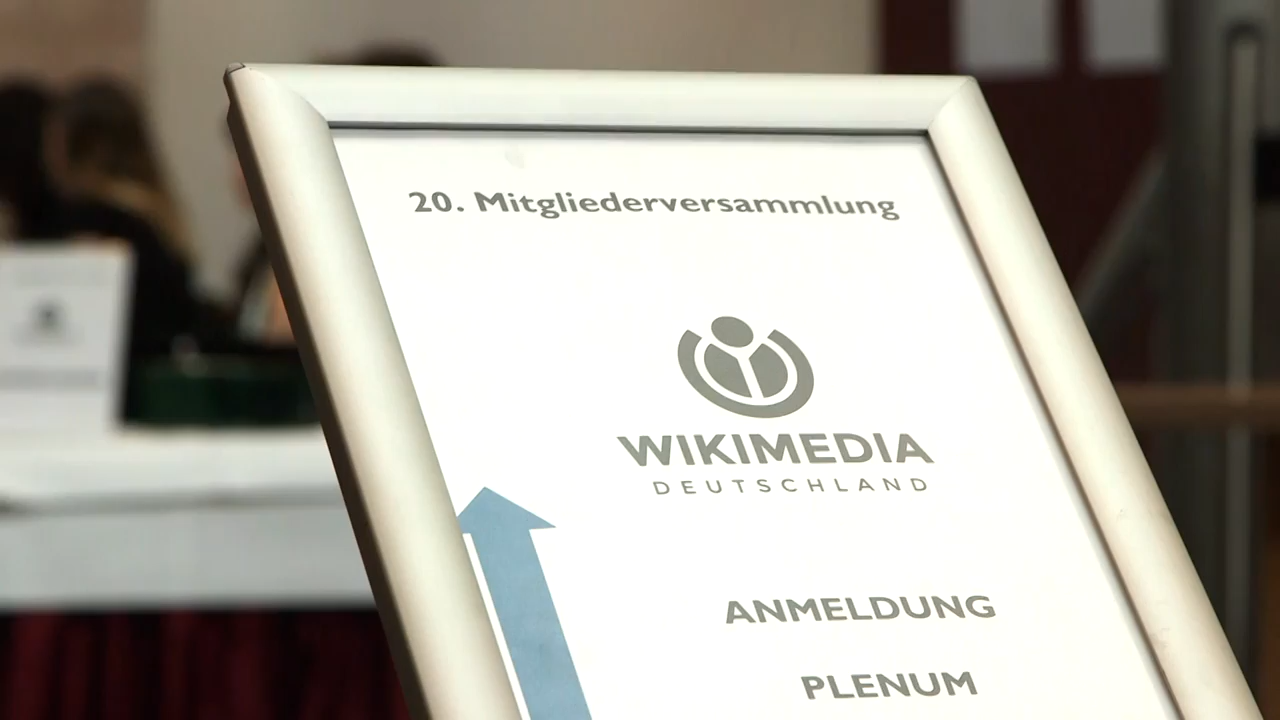 20. Mitgliederversammlung
WIKIMEDIA
DEUTSCHLAND
ANMELDUNG
PLENUM